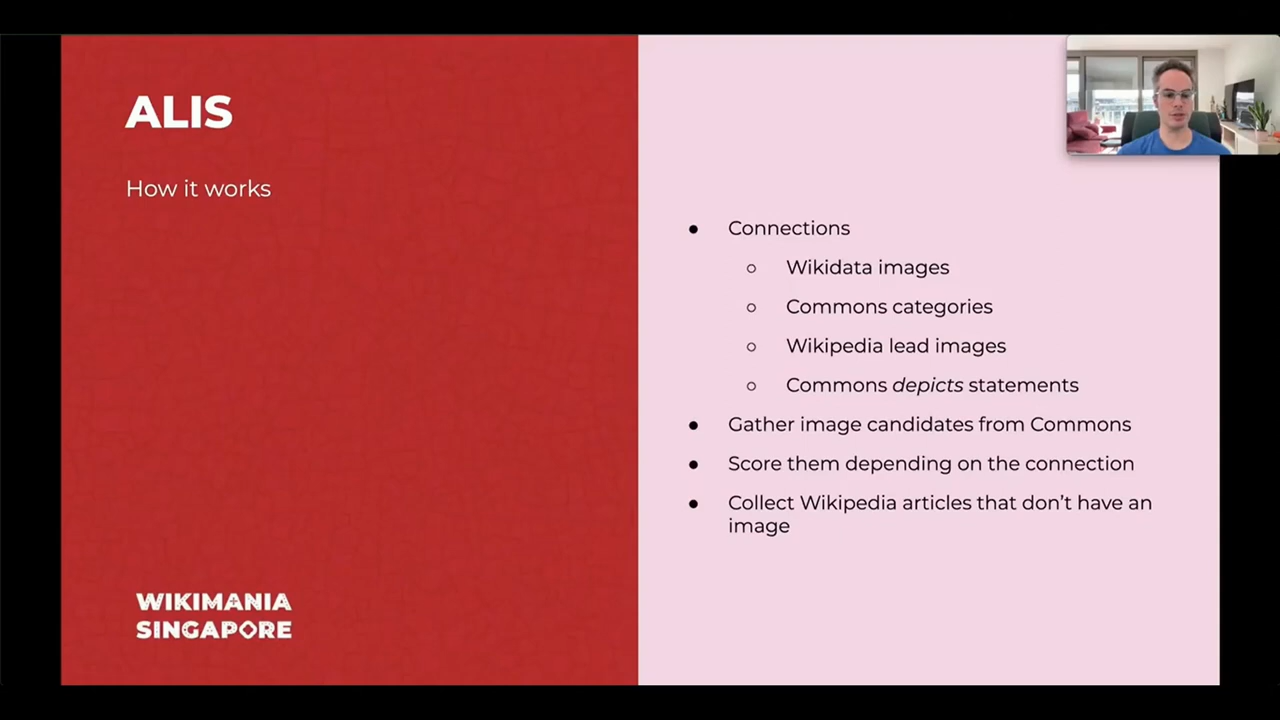 ALIS
How it works
● Connections
○ Wikidata images
○ Commons categories
○ Wikipedia lead images
○ Commons depicts statements
● Gather image candidates from Commons
● Score them depending on the connection
● Collect Wikipedia articles that don’t have an
image
WIKIMANIA
SINGAPORE